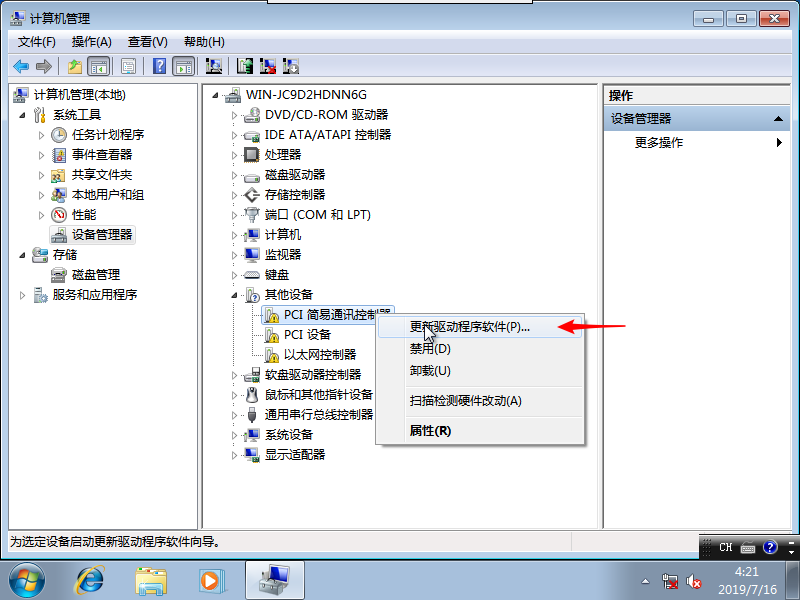 计算机管理
文件(F) 操作(A) 查看(V) 帮助(H)
计算机管理(本地)
系统工具
任务计划程序
事件查看器
共享文件夹
本地用户和组
性能
设备管理器
存储
磁盘管理
服务和应用程序
WIN-JC9D2HDNN6G
DVD/CD-ROM 驱动器
IDE ATA/ATAPI 控制器
处理器
磁盘驱动器
存储控制器
端口 (COM 和 LPT)
计算机
监视器
键盘
其他设备
PCI 简易通讯控制器
PCI 设备
以太网控制器
软盘驱动器控制器
鼠标和其他指针设备
通用串行总线控制器
系统设备
显示适配器
更新驱动程序软件(P)...
禁用(D)
卸载(U)
扫描检测硬件改动(A)
属性(R)
操作
设备管理器
更多操作
为选定设备启动更新驱动程序软件向导。
CH
4:21
2019/7/16